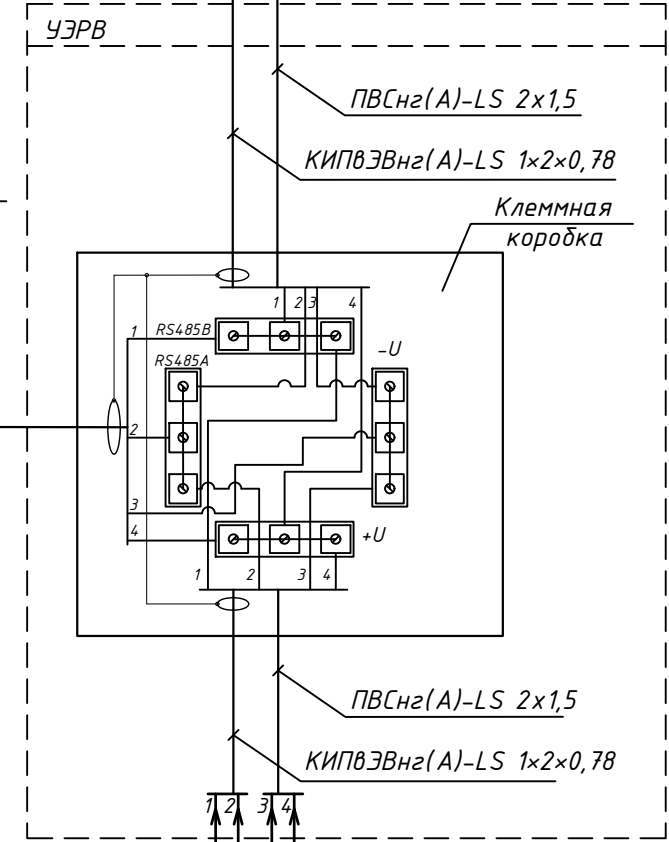 УЭРВ
ПВСнг(А)-LS 2х1,5
КИПвЭВнг(А)-LS 1×2×0,78
Клеммная
коробка
1 2 3 4
1 RS485B
RS485A
-U
2
3
4
+U
1 2 3 4
ПВСнг(А)-LS 2х1,5
КИПвЭВнг(А)-LS 1×2×0,78
1 2 3 4